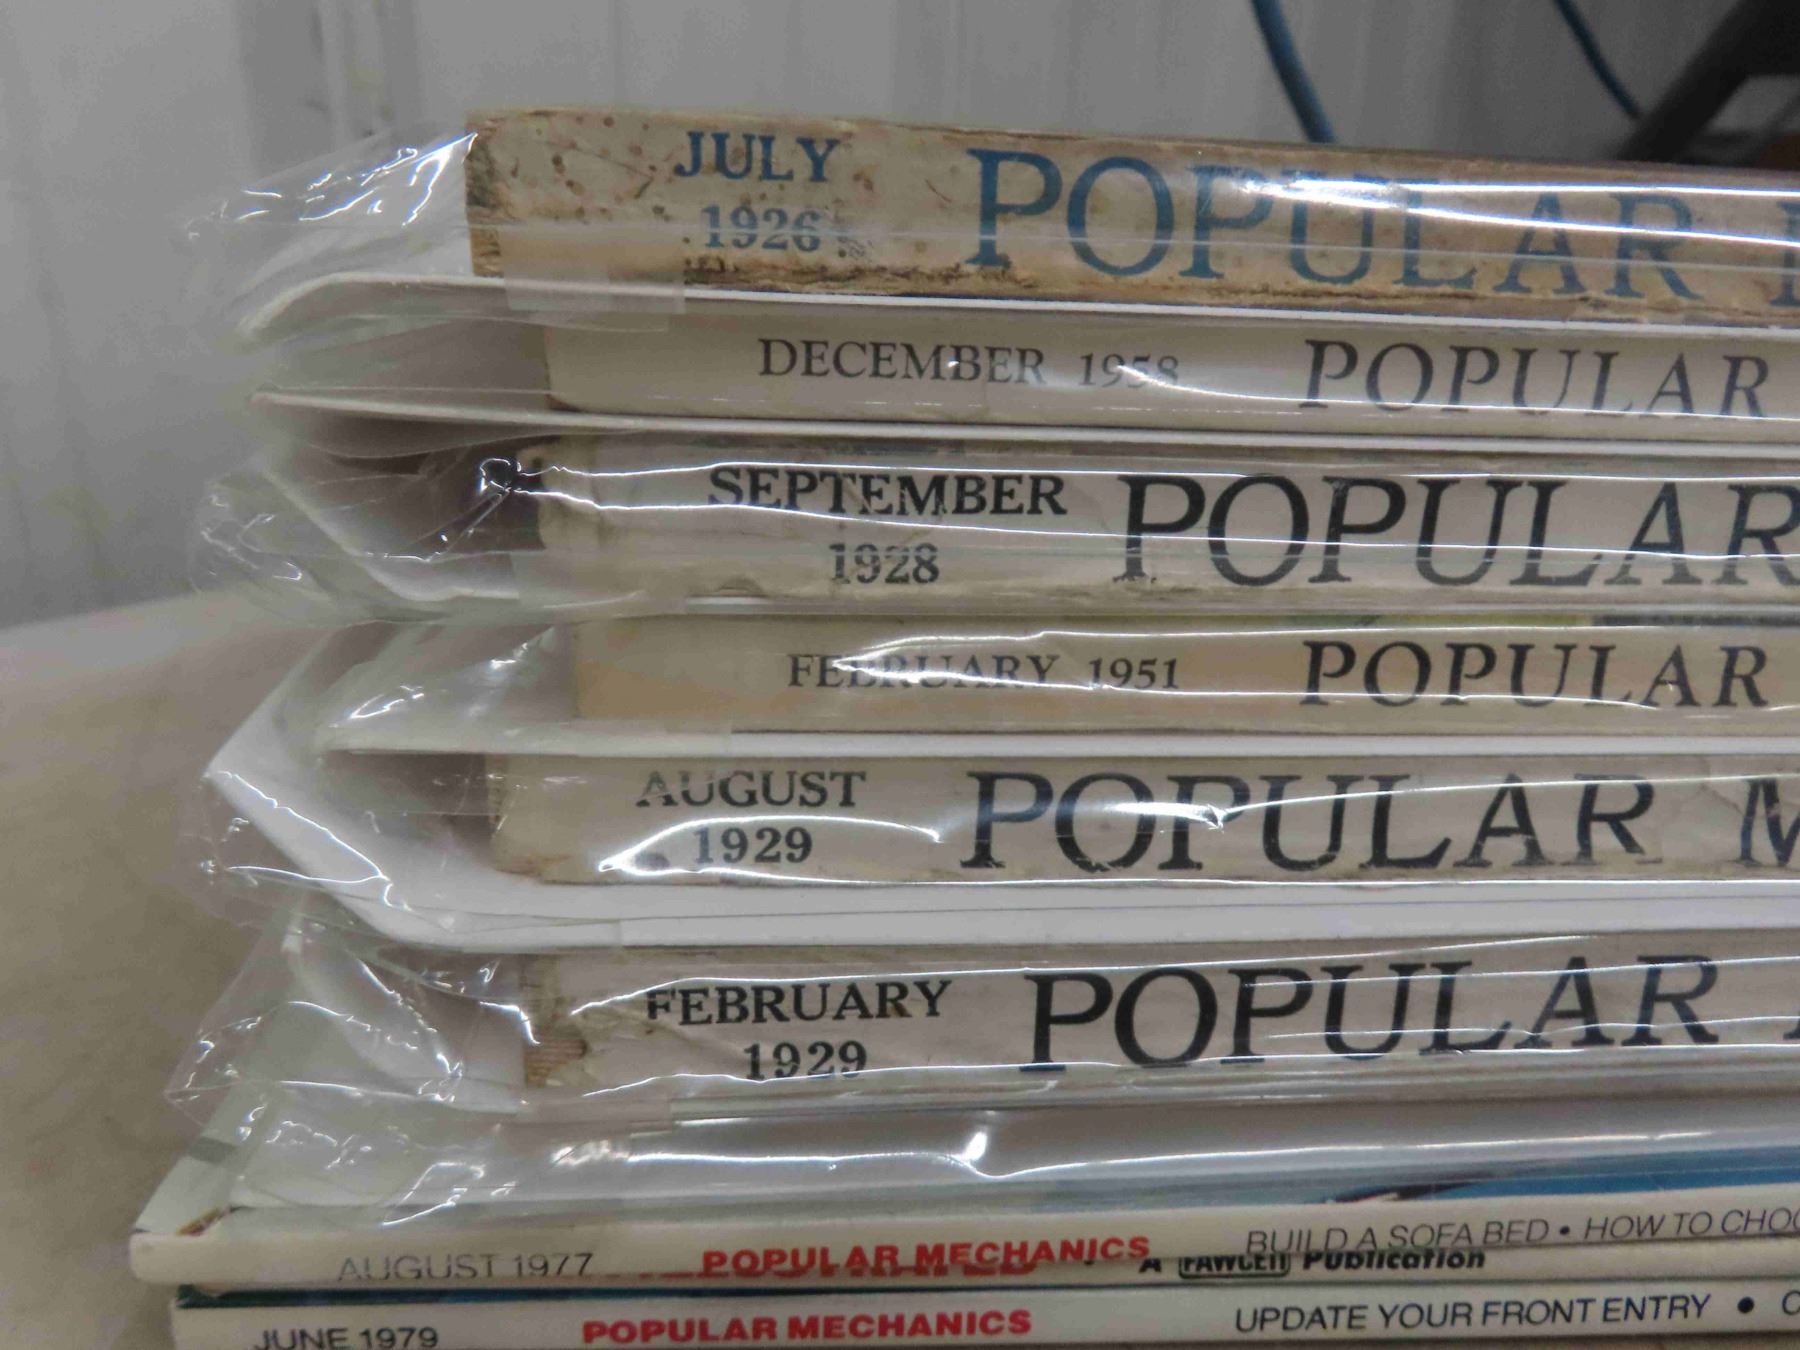 JULY
1926
POPULAR
DECEMBER 1958 POPULAR
SEPTEMBER
1928
POPULAR
FEBRUARY 1951 POPULAR
AUGUST
1929
POPULAR M
FEBRUARY
1929
POPULAR
AUGUST 1977 POPULAR MECHANICS BUILD A SOFA BED • HOW TO CHOO
A FAWCETT Publication
JUNE 1979 POPULAR MECHANICS UPDATE YOUR FRONT ENTRY •